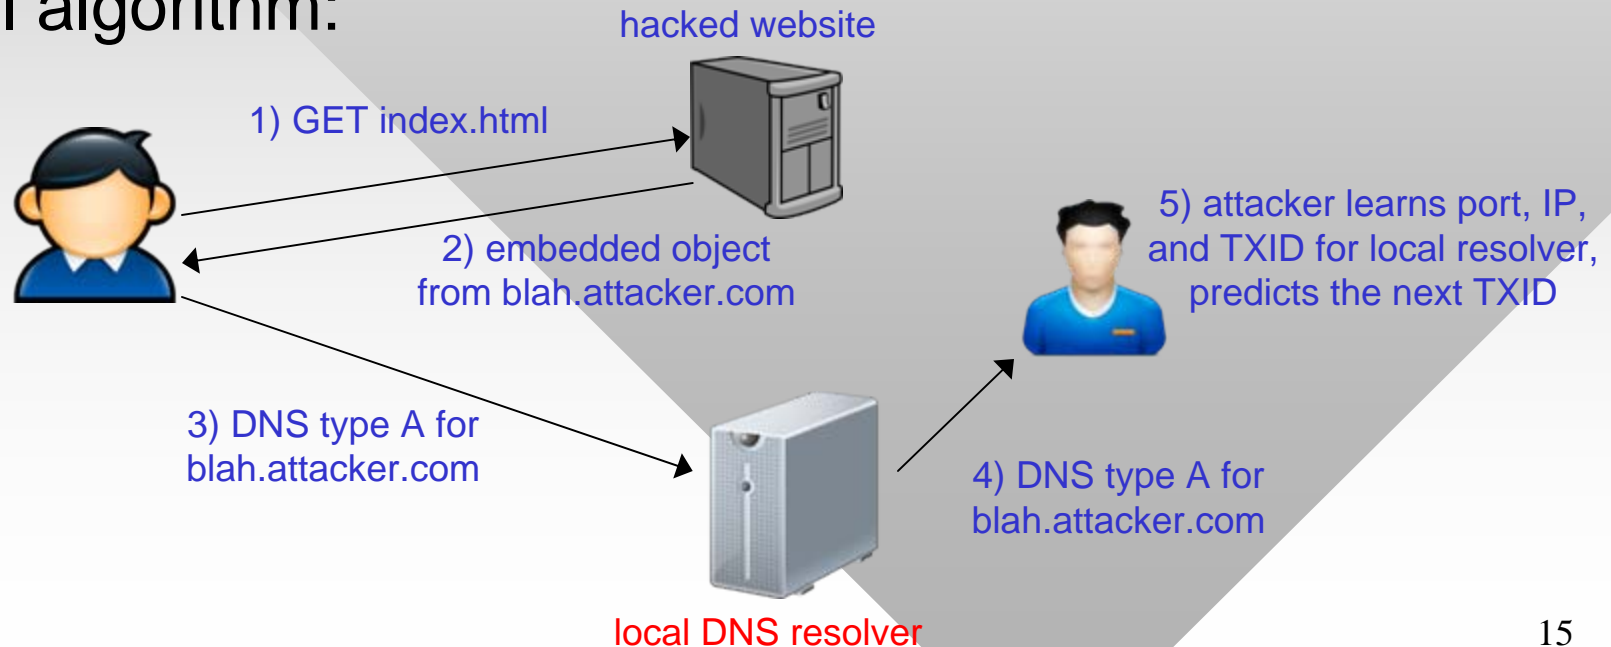 algorithm:
hacked website
1) GET index.html
2) embedded object
from blah.attacker.com
5) attacker learns port, IP,
and TXID for local resolver,
predicts the next TXID
3) DNS type A for
blah.attacker.com
4) DNS type A for
blah.attacker.com
local DNS resolver
15